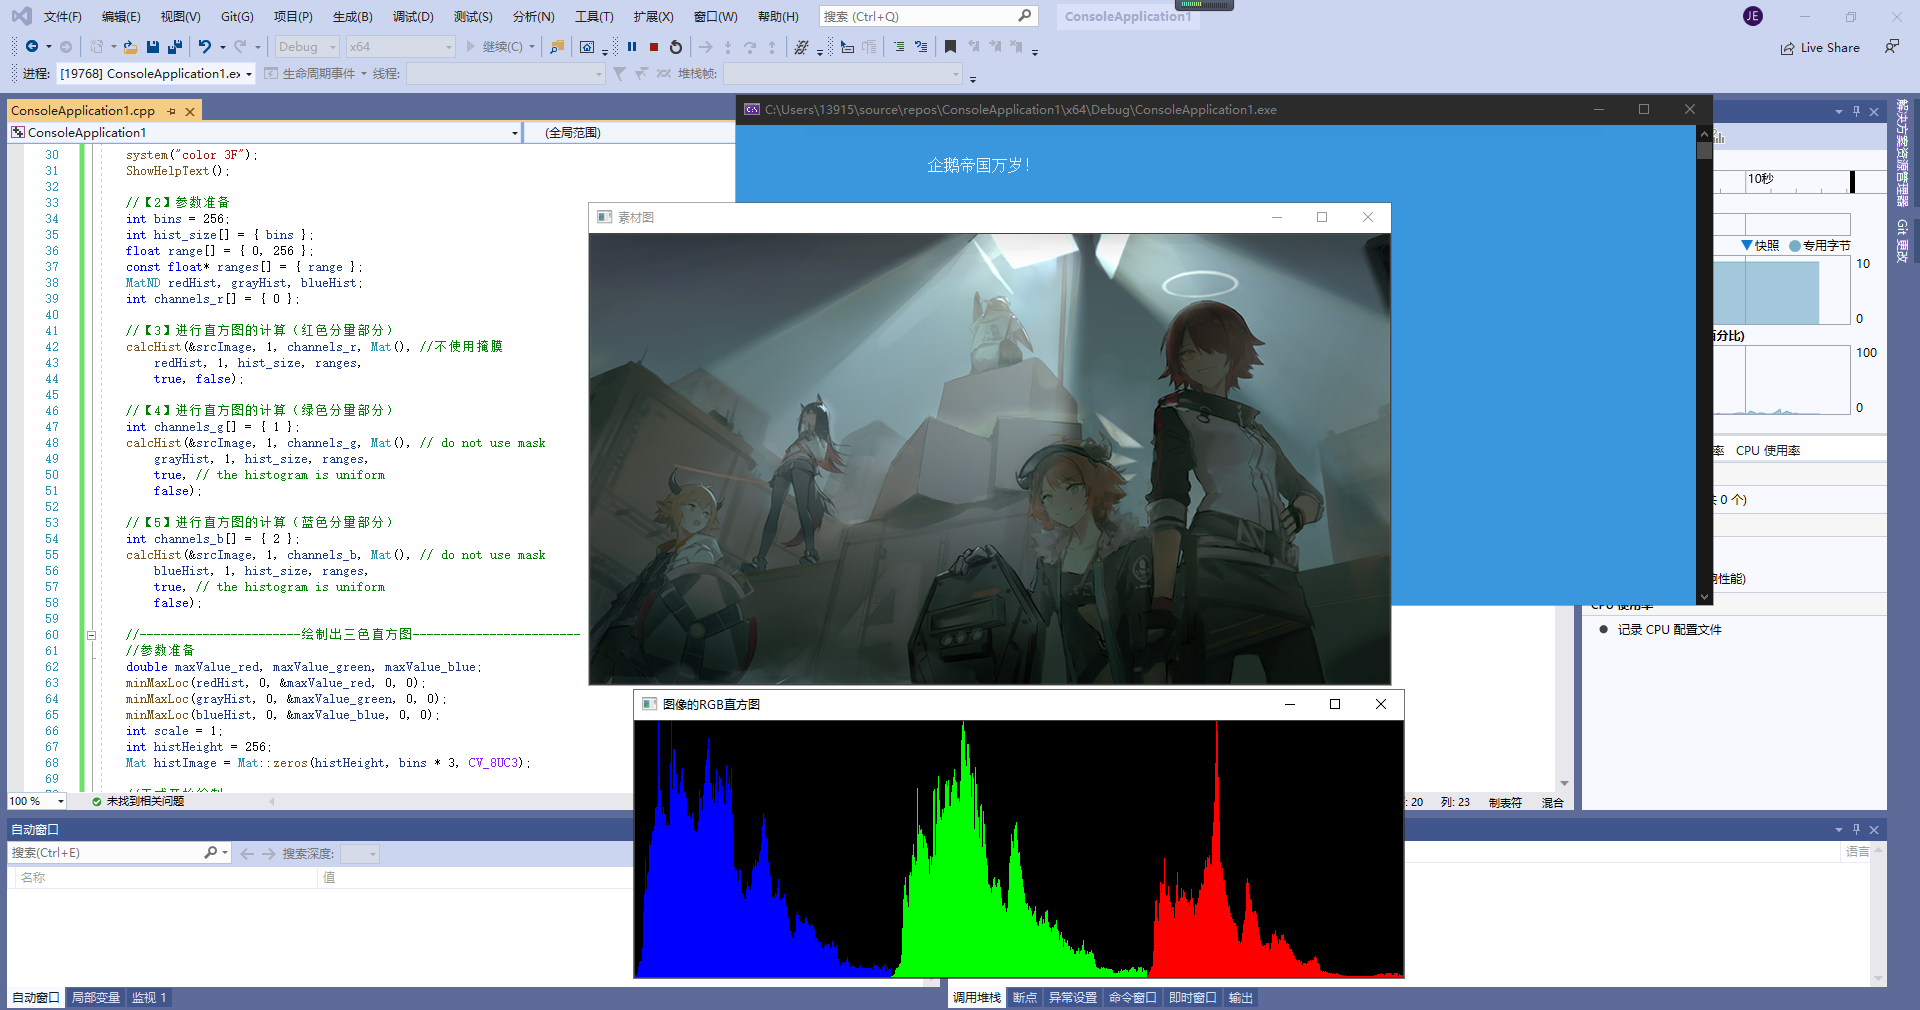 文件(F) 编辑(E) 视图(V) Git(G) 项目(P) 生成(B) 调试(D) 测试(S) 分析(N) 工具(T) 扩展(X) 窗口(W) 帮助(H) 搜索 (Ctrl+Q) ConsoleApplication1 JE
Debug x64 继续(C) Live Share
进程: [19768] ConsoleApplication1.ex 生命周期事件 线程: 堆栈帧:
ConsoleApplication1.cpp
ConsoleApplication1 (全局范围)
30 system("color 3F");
31 ShowHelpText();
32
33 //【2】参数准备
34 int bins = 256;
35 int hist_size[] = { bins };
36 float range[] = { 0, 256 };
37 const float* ranges[] = { range };
38 MatND redHist, grayHist, blueHist;
39 int channels_r[] = { 0 };
40
41 //【3】进行直方图的计算（红色分量部分）
42 calcHist(&srcImage, 1, channels_r, Mat(), //不使用掩膜
43 redHist, 1, hist_size, ranges,
44 true, false);
45
46 //【4】进行直方图的计算（绿色分量部分）
47 int channels_g[] = { 1 };
48 calcHist(&srcImage, 1, channels_g, Mat(), // do not use mask
49 grayHist, 1, hist_size, ranges,
50 true, // the histogram is uniform
51 false);
52
53 //【5】进行直方图的计算（蓝色分量部分）
54 int channels_b[] = { 2 };
55 calcHist(&srcImage, 1, channels_b, Mat(), // do not use mask
56 blueHist, 1, hist_size, ranges,
57 true, // the histogram is uniform
58 false);
59
60 //-----------------------绘制出三色直方图------------------------
61 //参数准备
62 double maxValue_red, maxValue_green, maxValue_blue;
63 minMaxLoc(redHist, 0, &maxValue_red, 0, 0);
64 minMaxLoc(grayHist, 0, &maxValue_green, 0, 0);
65 minMaxLoc(blueHist, 0, &maxValue_blue, 0, 0);
66 int scale = 1;
67 int histHeight = 256;
68 Mat histImage = Mat::zeros(histHeight, bins * 3, CV_8UC3);
69
100 % 未找到相关问题
: 20 列: 23 制表符 混合
C:\Users\13915\source\repos\ConsoleApplication1\x64\Debug\ConsoleApplication1.exe
企鹅帝国万岁!
素材图
图像的RGB直方图
10秒
快照 专用字节
10
0
百分比)
100
0
率 CPU 使用率
0 个)
性能)
CPU 使用率
记录 CPU 配置文件
解决方案资源管理器
Git 更改
自动窗口
搜索(Ctrl+E) 搜索深度:
名称 值
语言
自动窗口 局部变量 监视 1
调用堆栈 断点 异常设置 命令窗口 即时窗口 输出